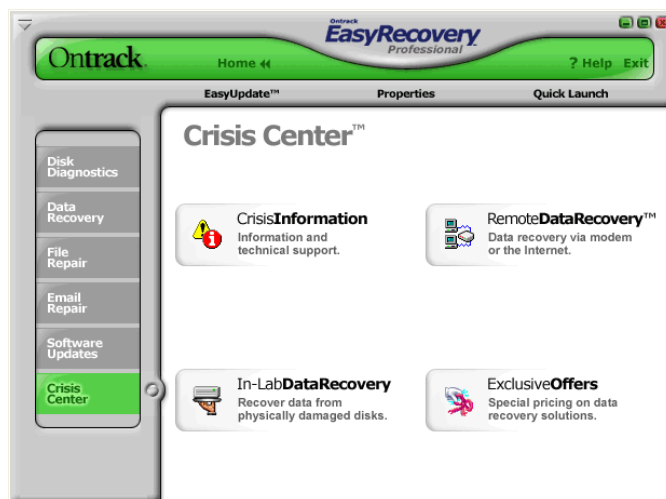 Ontrack
EasyRecovery
Professional
Ontrack.
Home
? Help Exit
EasyUpdate™ Properties Quick Launch
Crisis Center™
Disk
Diagnostics
Data
Recovery
File
Repair
Email
Repair
Software
Updates
Crisis
Center
CrisisInformation
Information and
technical support.
RemoteDataRecovery™
Data recovery via modem
or the Internet.
In-LabDataRecovery
Recover data from
physically damaged disks.
ExclusiveOffers
Special pricing on data
recovery solutions.